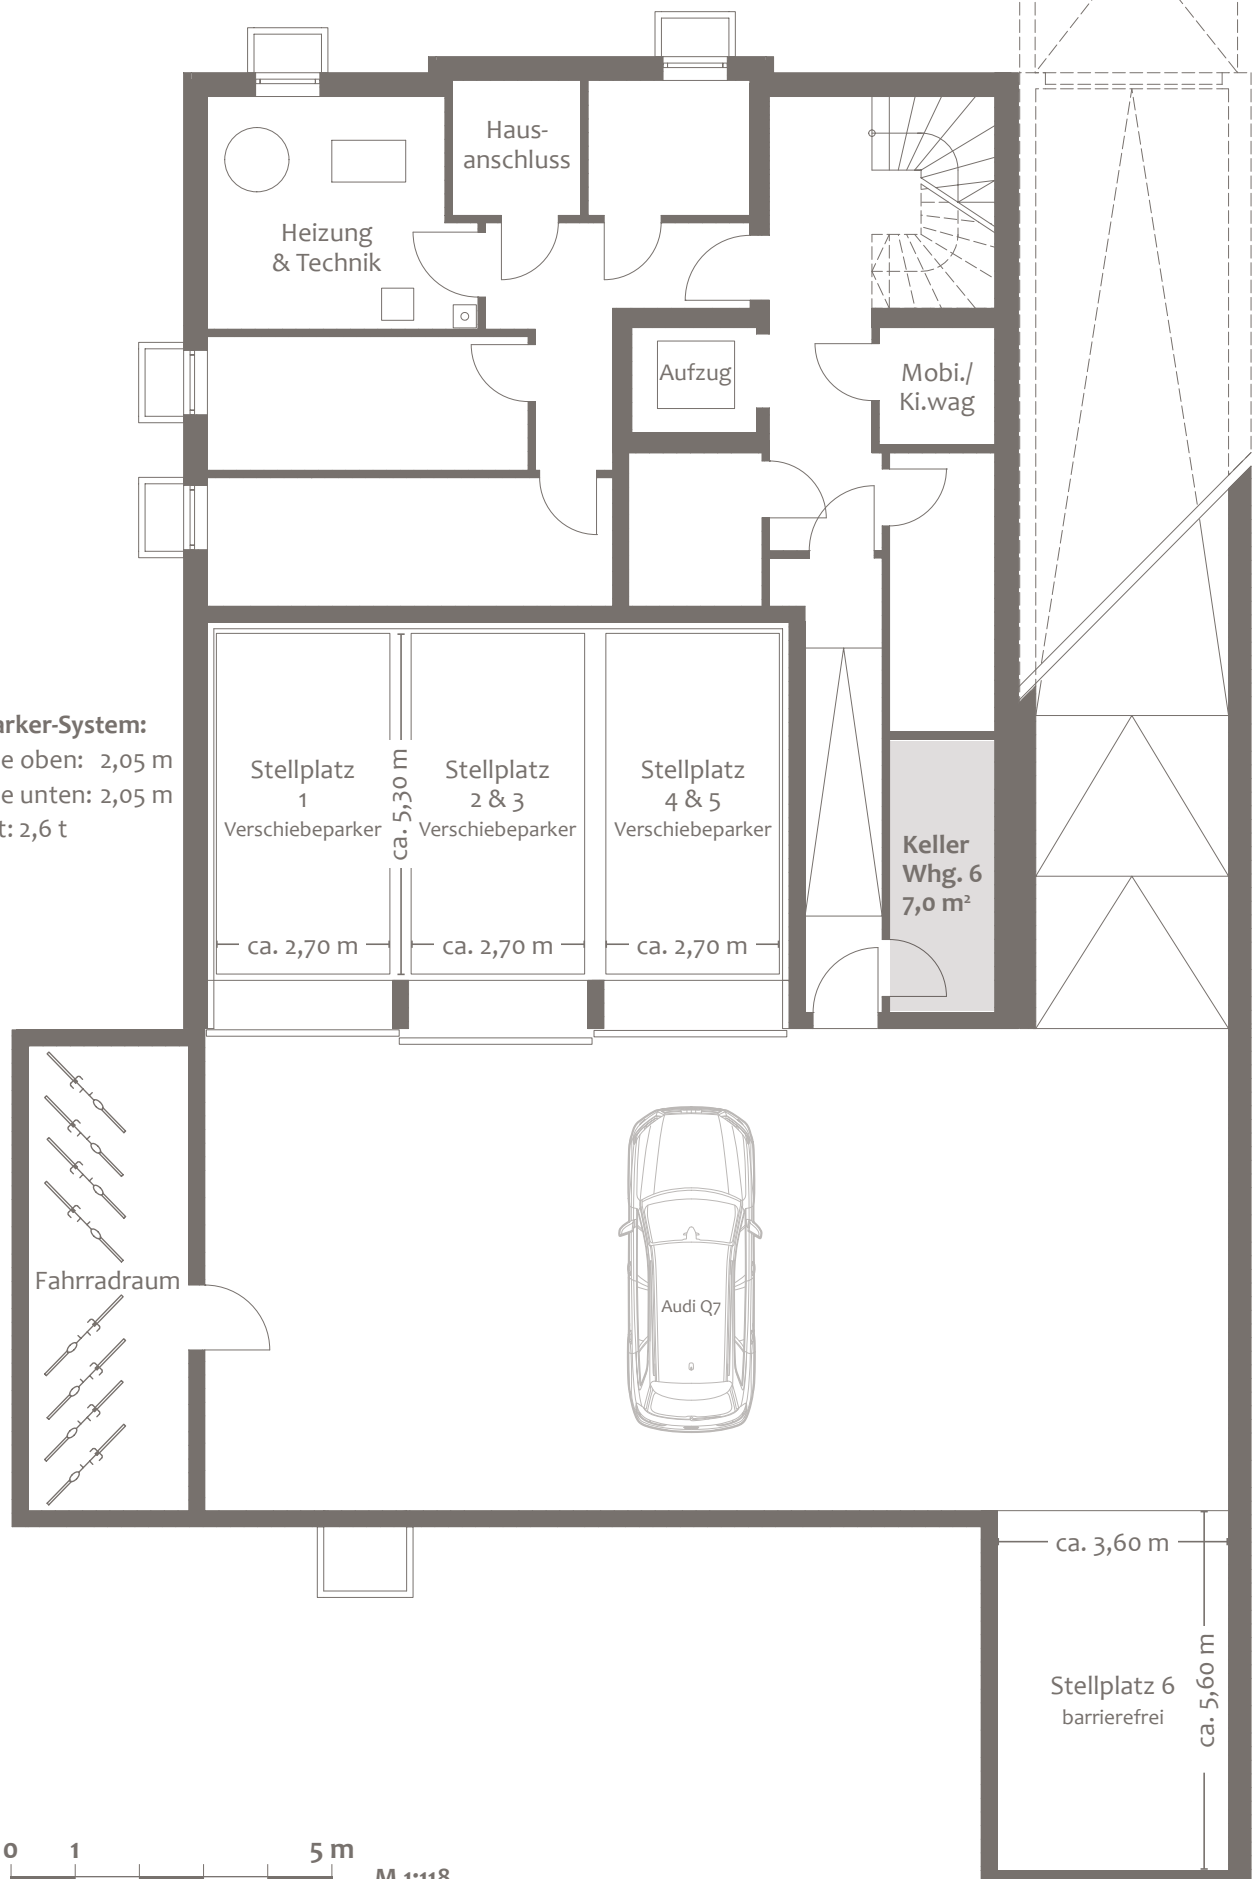 Haus-
anschluss
Heizung
& Technik
Aufzug
Mobi./
Ki.wag
arker-System:
e oben: 2,05 m
e unten: 2,05 m
t: 2,6 t
Stellplatz
1
Verschiebeparker
ca. 5,30 m
Stellplatz
2 & 3
Verschiebeparker
Stellplatz
4 & 5
Verschiebeparker
Keller
Whg. 6
7,0 m²
ca. 2,70 m
ca. 2,70 m
ca. 2,70 m
Fahrradraum
Audi Q7
ca. 3,60 m
Stellplatz 6
barrierefrei
ca. 5,60 m
0 1 5 m
M 1:118